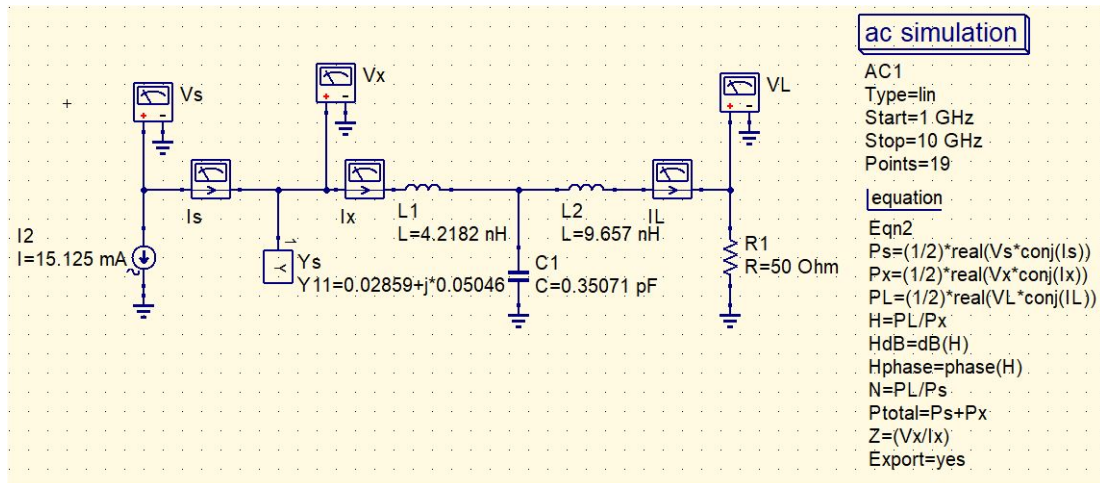 ac simulation
AC1
Type=lin
Start=1 GHz
Stop=10 GHz
Points=19
equation
Eqn2
Ps=(1/2)*real(Vs*conj(Is))
Px=(1/2)*real(Vx*conj(Ix))
PL=(1/2)*real(VL*conj(IL))
H=PL/Px
HdB=dB(H)
Hphase=phase(H)
N=PL/Ps
Ptotal=Ps+Px
Z=(Vx/Ix)
Export=yes
Vs
Vx
VL
Is
Ix
L1
L=4.2182 nH
L2
L=9.657 nH
IL
I2
I=15.125 mA
1
Y
Ys
Y11=0.02859+j*0.05046
C1
C=0.35071 pF
R1
R=50 Ohm